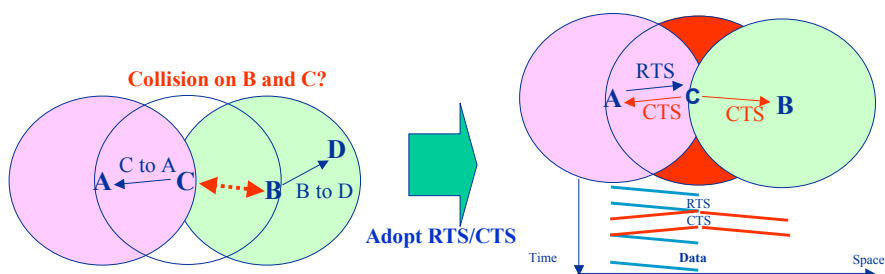 Collision on B and C?
A
C to A
C
B
D
B to D
Adopt RTS/CTS
RTS
A
C
B
CTS
CTS
RTS
CTS
Data
Time
Space